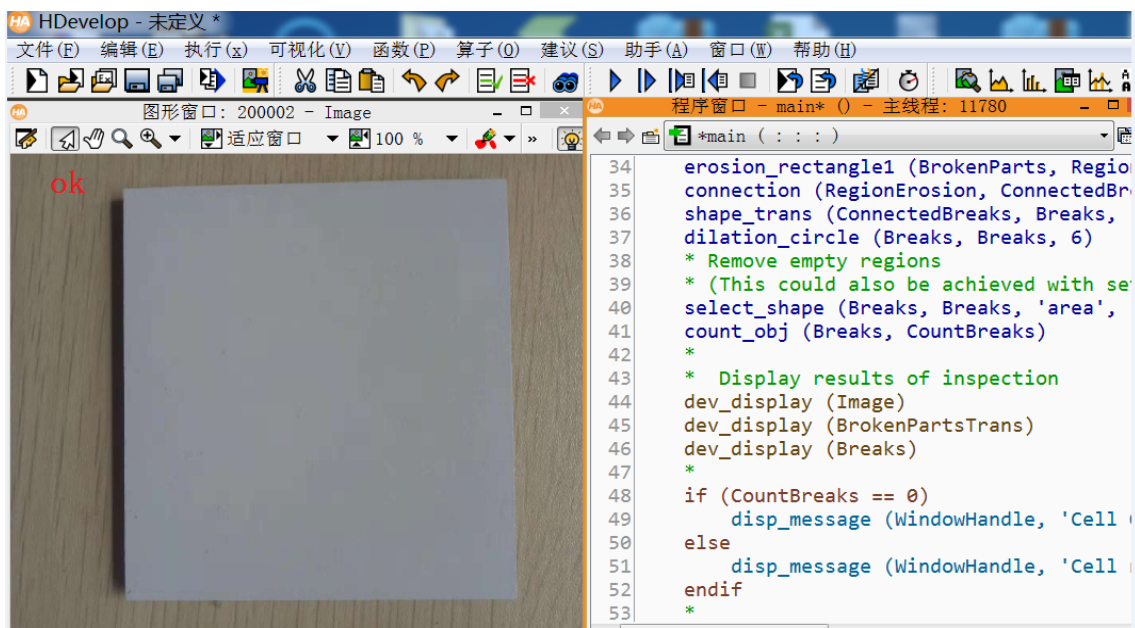 HDevelop - 未定义 *
文件(F) 编辑(E) 执行(x) 可视化(V) 函数(P) 算子(O) 建议(S) 助手(A) 窗口(W) 帮助(H)
图形窗口: 200002 - Image
适应窗口 100 %
ok
程序窗口 - main* () - 主线程: 11780
*main ( : : : )
34 erosion_rectangle1 (BrokenParts, Regio
35 connection (RegionErosion, ConnectedBr
36 shape_trans (ConnectedBreaks, Breaks,
37 dilation_circle (Breaks, Breaks, 6)
38 * Remove empty regions
39 * (This could also be achieved with se
40 select_shape (Breaks, Breaks, 'area',
41 count_obj (Breaks, CountBreaks)
42 *
43 * Display results of inspection
44 dev_display (Image)
45 dev_display (BrokenPartsTrans)
46 dev_display (Breaks)
47 *
48 if (CountBreaks == 0)
49 disp_message (WindowHandle, 'Cell
50 else
51 disp_message (WindowHandle, 'Cell
52 endif
53 *